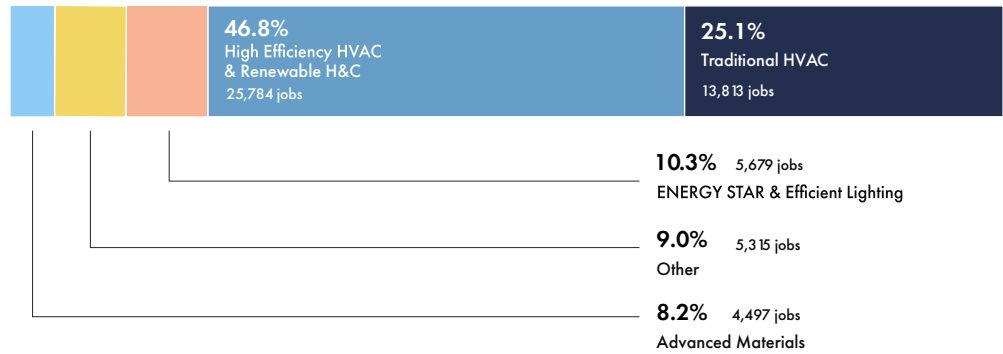 46.8%
High Efficiency HVAC
& Renewable H&C
25,784 jobs
25.1%
Traditional HVAC
13,813 jobs
10.3% 5,679 jobs
ENERGY STAR & Efficient Lighting
9.0% 5,315 jobs
Other
8.2% 4,497 jobs
Advanced Materials